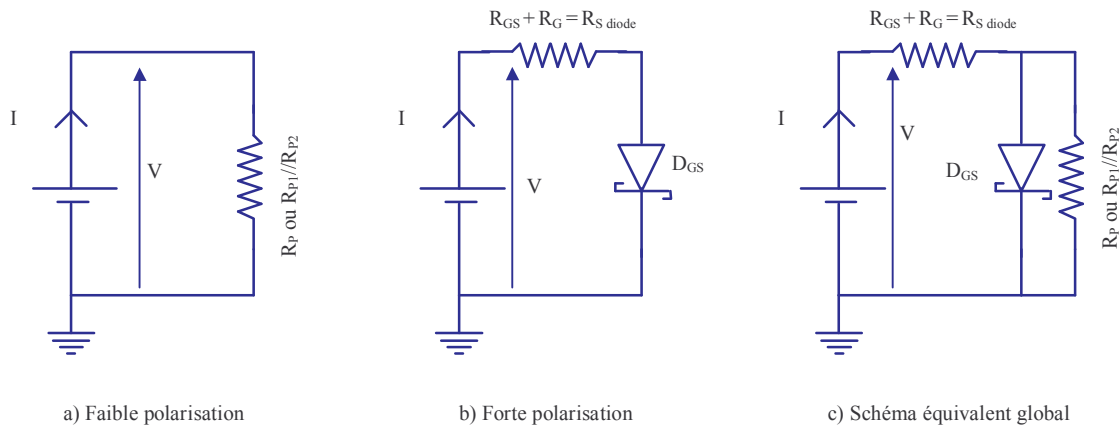 R_GS + R_G = R_S diode
R_GS + R_G = R_S diode
I
V
R_P ou R_P1//R_P2
I
V
D_GS
I
V
D_GS
R_P ou R_P1//R_P2
a) Faible polarisation
b) Forte polarisation
c) Schéma équivalent global